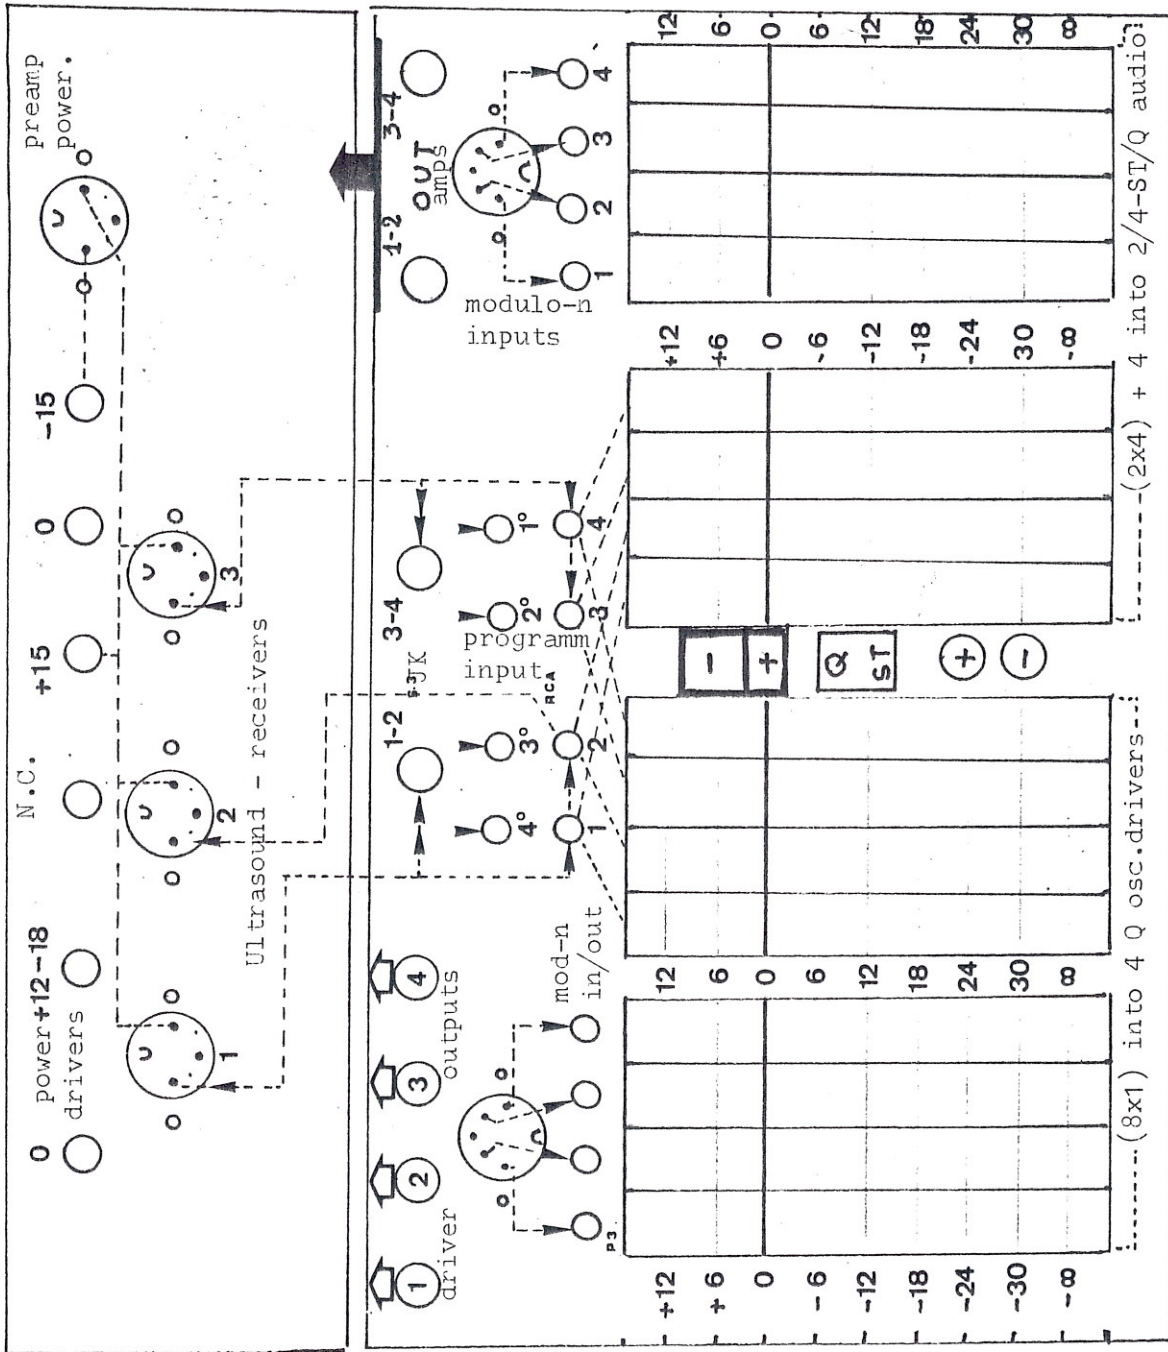 preamp
power.
0 power+12-18 N.C. +15 0 -15
drivers
1 2 3
Ultrasound - receivers
1 2 3 4
driver outputs
1-2 JK 3-4
1-2 OUT 3-4
amps
4° 3° 2° 1°
programm
input
RCA
1 2 3 4
modulo-n
inputs
1 2 3 4
mod-n
in/out
P3
+12 12 +12 12
+6 6 +6 6
0 0 0 0
-6 6 -6 6
-12 12 -12 12
-18 18 -18 18
-24 24 -24 24
-30 30 30 30
-∞ ∞ -∞ ∞
- +
Q
ST
+ -
(8x1) into 4 Q osc.drivers
(2x4) + 4 into 2/4-ST/Q audio